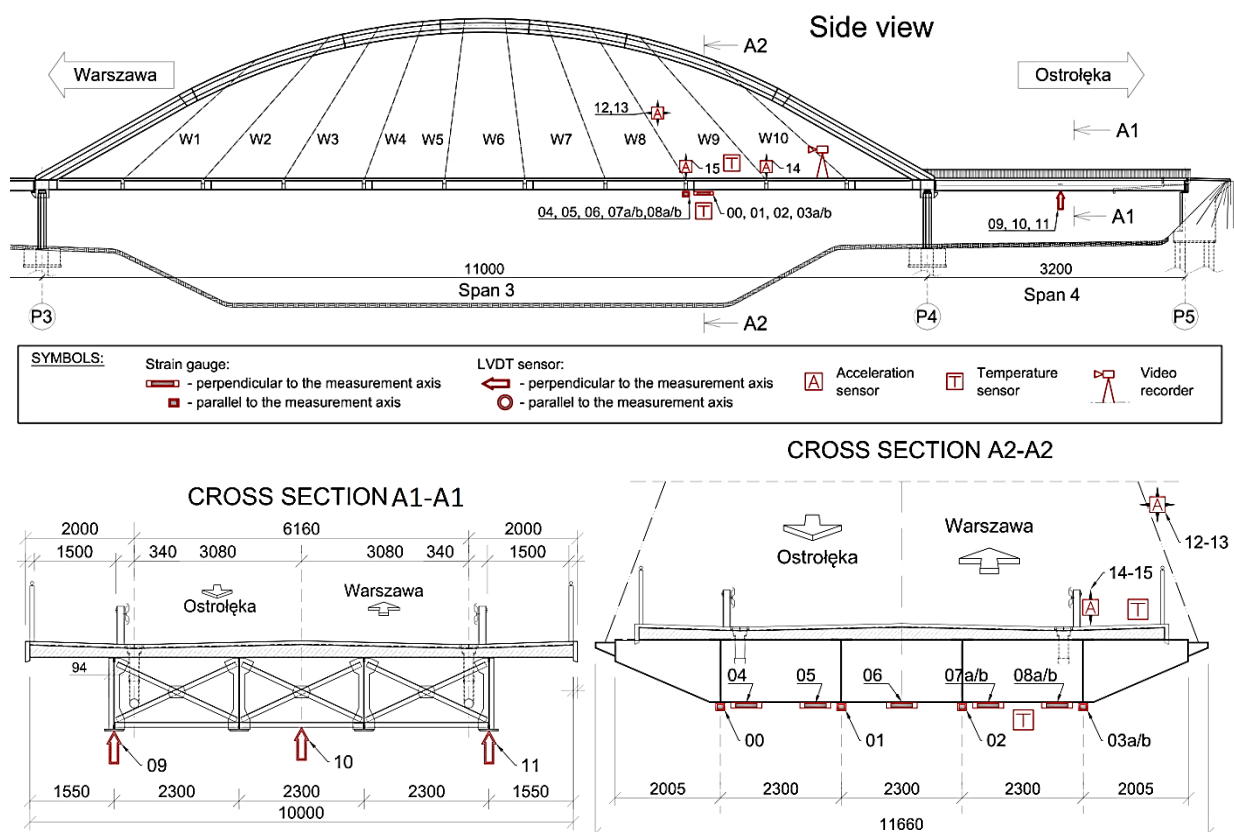 Side view
A2
Warszawa
Ostrołęka
12,13
A
A1
W1
W2
W3
W4
W5
W6
W7
W8
W9
W10
A
15
T
A
14
04, 05, 06, 07a/b,08a/b
T
00, 01, 02, 03a/b
09, 10, 11
A1
11000
3200
Span 3
Span 4
P3
A2
P4
P5
SYMBOLS:
Strain gauge:
- perpendicular to the measurement axis
- parallel to the measurement axis
LVDT sensor:
- perpendicular to the measurement axis
- parallel to the measurement axis
A
Acceleration
sensor
T
Temperature
sensor
Video
recorder
CROSS SECTION A1-A1
2000
6160
2000
1500
340
3080
3080
340
1500
Ostrołęka
Warszawa
94
09
10
11
1550
2300
2300
2300
1550
10000
CROSS SECTION A2-A2
A
12-13
Ostrołęka
Warszawa
14-15
A
T
04
05
06
07a/b
08a/b
T
00
01
02
03a/b
2005
2300
2300
2300
2005
11660